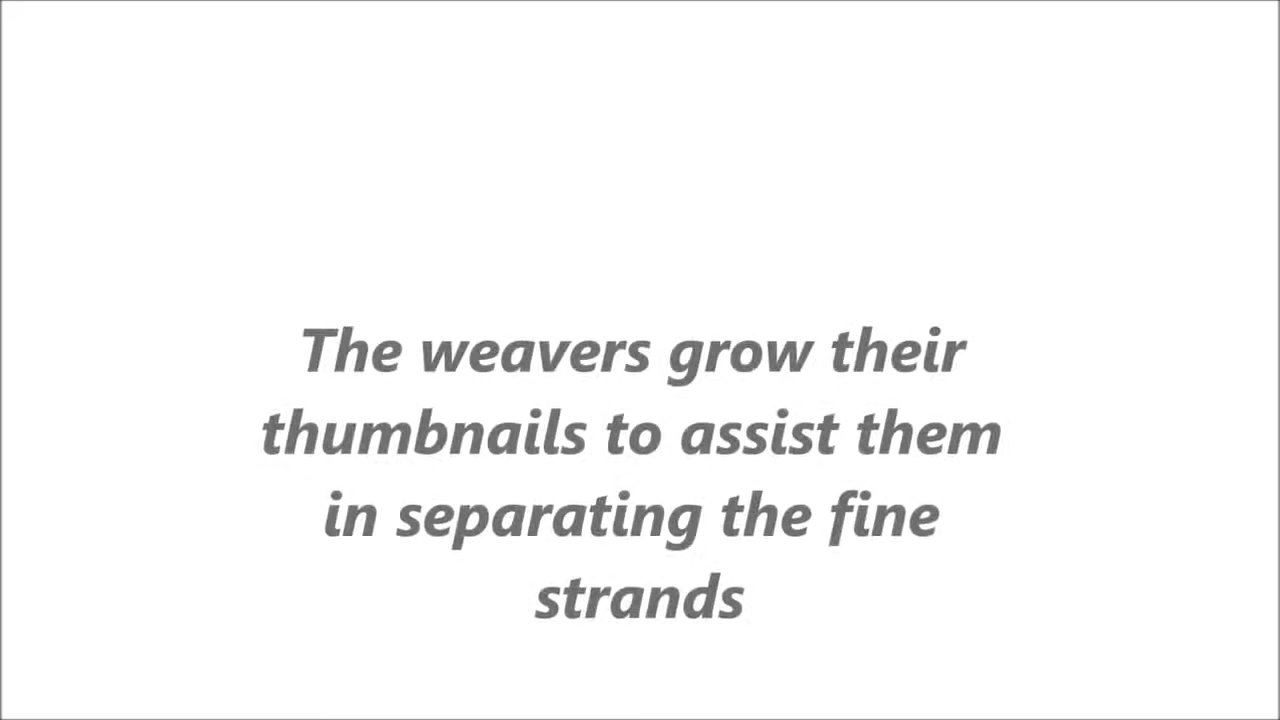 The weavers grow their
thumbnails to assist them
in separating the fine
strands